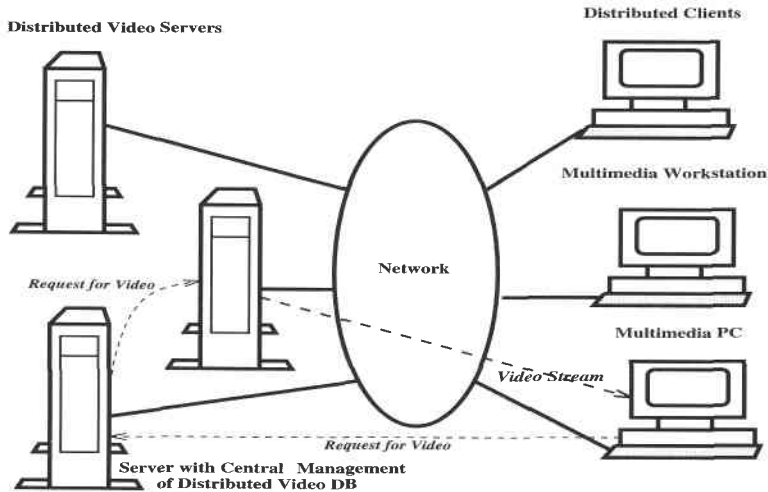 Distributed Clients
Distributed Video Servers
Multimedia Workstation
Network
Request for Video
Multimedia PC
Video Stream
Request for Video
Server with Central Management
of Distributed Video DB